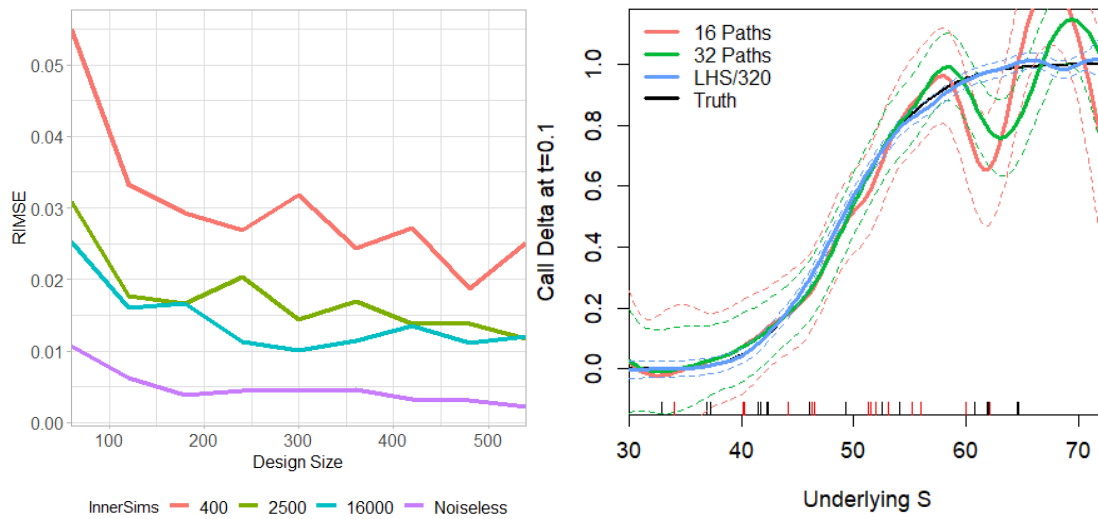 RIMSE
0.05
0.04
0.03
0.02
0.01
0.00
100 200 300 400 500
Design Size
InnerSims 400 2500 16000 Noiseless
16 Paths
32 Paths
LHS/320
Truth
Call Delta at t=0.1
1.0
0.8
0.6
0.4
0.2
0.0
30 40 50 60 70
Underlying S